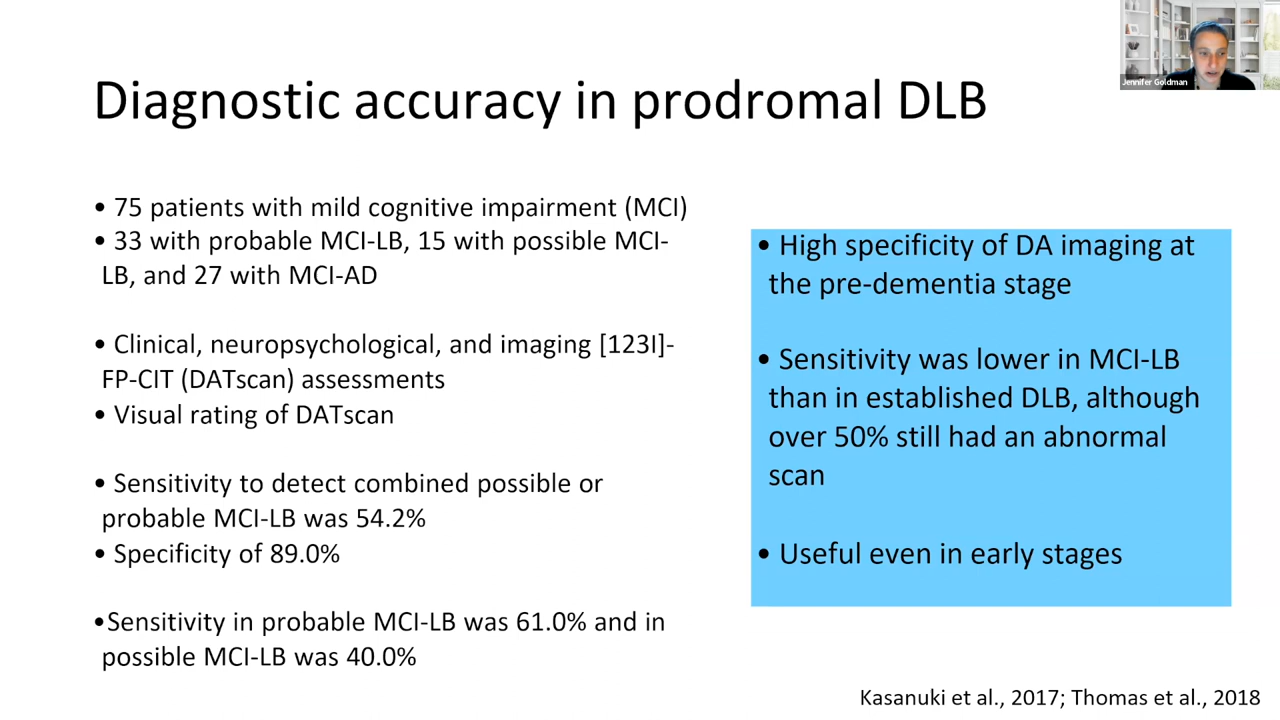 Jennifer Goldman
Diagnostic accuracy in prodromal DLB
• 75 patients with mild cognitive impairment (MCI)
• 33 with probable MCI-LB, 15 with possible MCI-
LB, and 27 with MCI-AD
• Clinical, neuropsychological, and imaging [123I]-
FP-CIT (DATscan) assessments
• Visual rating of DATscan
• Sensitivity to detect combined possible or
probable MCI-LB was 54.2%
• Specificity of 89.0%
•Sensitivity in probable MCI-LB was 61.0% and in
possible MCI-LB was 40.0%
• High specificity of DA imaging at
the pre-dementia stage
• Sensitivity was lower in MCI-LB
than in established DLB, although
over 50% still had an abnormal
scan
• Useful even in early stages
Kasanuki et al., 2017; Thomas et al., 2018